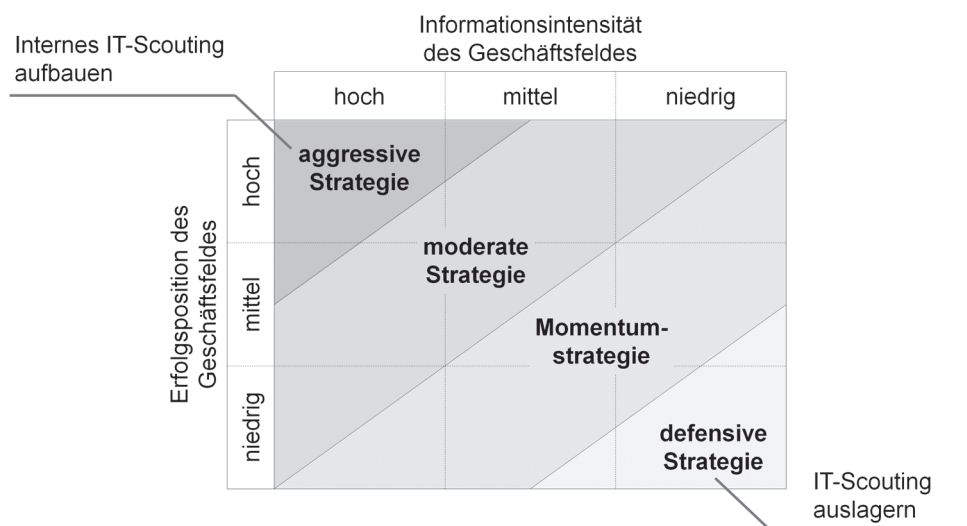 Informationsintensität
des Geschäftsfeldes
Internes IT-Scouting
aufbauen
hoch
mittel
niedrig
Erfolgsposition des
Geschäftsfeldes
hoch
mittel
niedrig
aggressive
Strategie
moderate
Strategie
Momentum-
strategie
defensive
Strategie
IT-Scouting
auslagern